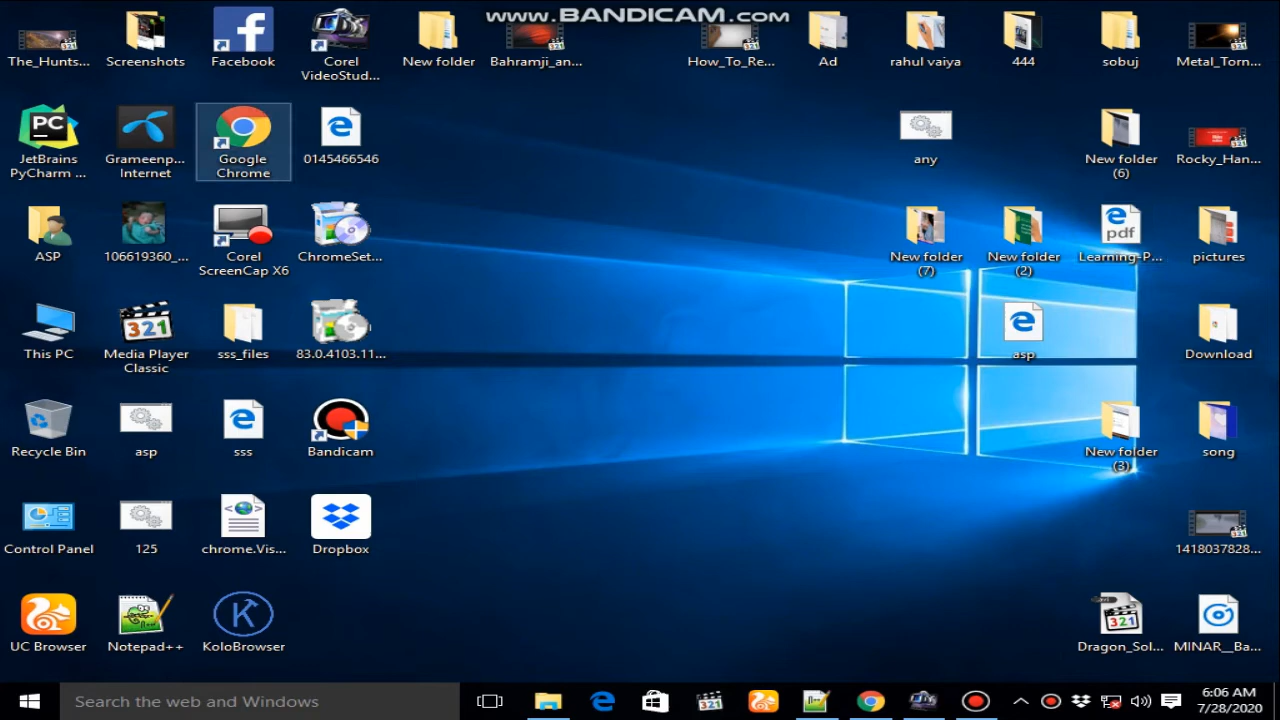 www.BANDICAM.com
The_Hunts...
Screenshots
Facebook
Corel
VideoStud...
New folder
Bahramji_an...
How_To_Re...
Ad
rahul vaiya
444
sobuj
Metal_Torn...
PC
JetBrains
PyCharm ...
Grameenp...
Internet
Google
Chrome
0145466546
any
New folder
(6)
Rocky_Han...
ASP
106619360_...
Corel
ScreenCap X6
ChromeSet...
New folder
(7)
New folder
(2)
pdf
Learning-P...
pictures
This PC
321
Media Player
Classic
sss_files
83.0.4103.11...
asp
Download
Recycle Bin
asp
sss
Bandicam
New folder
(3)
song
Control Panel
125
chrome.Vis...
Dropbox
1418037828...
UC Browser
Notepad++
K
KoloBrowser
321
Dragon_Sol...
MINAR__Ba...
Search the web and Windows
6:06 AM
7/28/2020